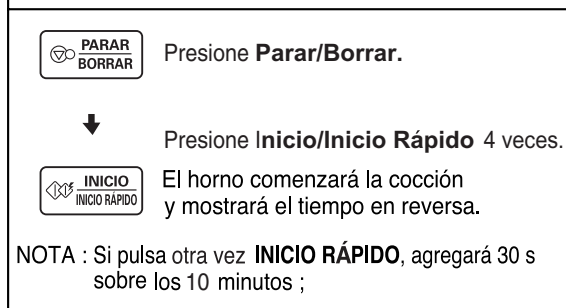 PARAR
BORRAR
Presione Parar/Borrar.
Presione Inicio/Inicio Rápido 4 veces.
INICIO
INICIO RÁPIDO
El horno comenzará la cocción
y mostrará el tiempo en reversa.
NOTA : Si pulsa otra vez INICIO RÁPIDO, agregará 30 s
sobre los 10 minutos ;